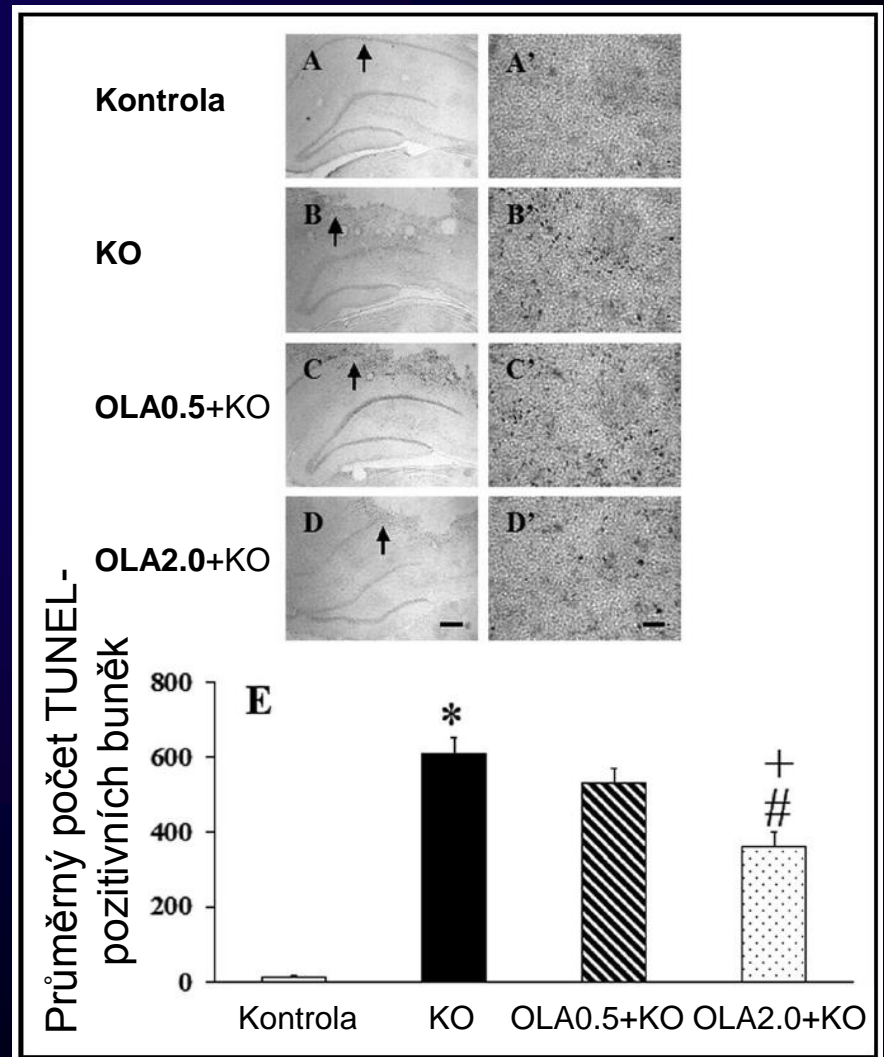 Kontrola
A
A'
KO
B
B'
OLA0.5+KO
C
C'
OLA2.0+KO
D
D'
Průměrný počet TUNEL-
pozitivních buněk
E
800
600
400
200
0
*
+
#
Kontrola KO OLA0.5+KO OLA2.0+KO